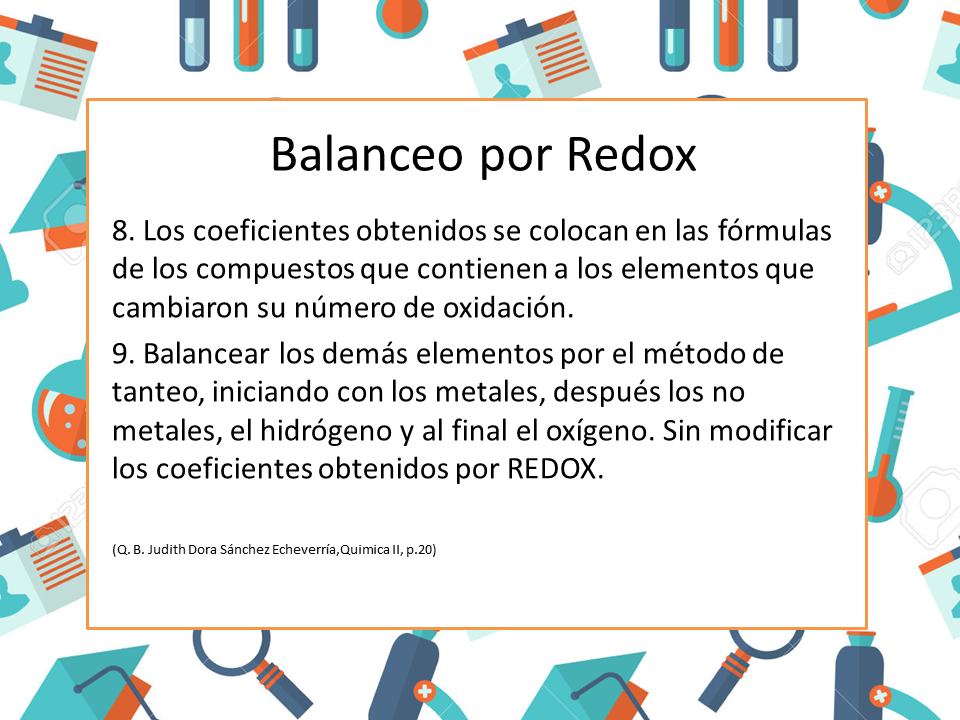 Balanceo por Redox
8. Los coeficientes obtenidos se colocan en las fórmulas
de los compuestos que contienen a los elementos que
cambiaron su número de oxidación.
9. Balancear los demás elementos por el método de
tanteo, iniciando con los metales, después los no
metales, el hidrógeno y al final el oxígeno. Sin modificar
los coeficientes obtenidos por REDOX.
(Q. B. Judith Dora Sánchez Echeverría,Quimica II, p.20)